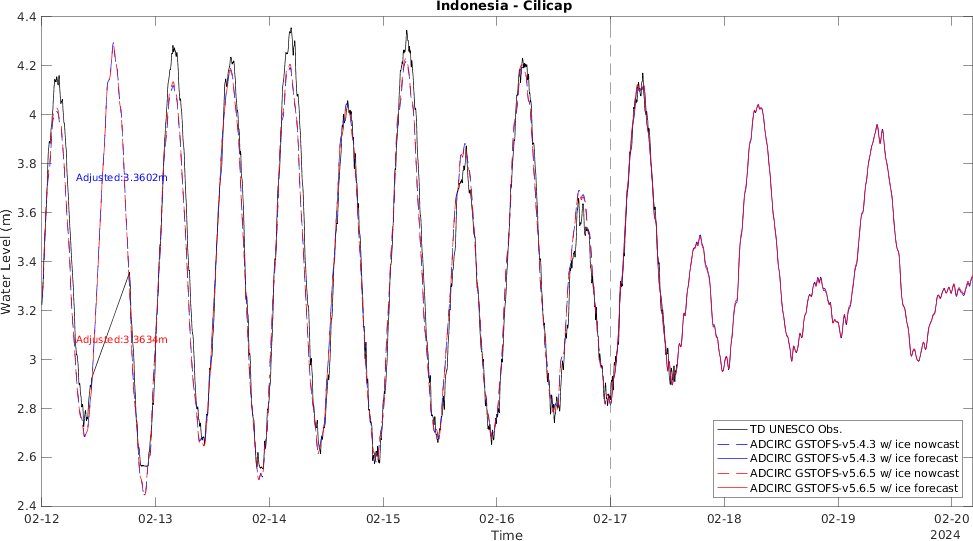 Indonesia - Cilicap
4.4
4.2
4
3.8
3.6
3.4
3.2
3
2.8
2.6
2.4
Water Level (m)
Adjusted:3.3602m
Adjusted:3.3634m
TD UNESCO Obs.
ADCIRC GSTOFS-v5.4.3 w/ ice nowcast
ADCIRC GSTOFS-v5.4.3 w/ ice forecast
ADCIRC GSTOFS-v5.6.5 w/ ice nowcast
ADCIRC GSTOFS-v5.6.5 w/ ice forecast
02-12 02-13 02-14 02-15 02-16 02-17 02-18 02-19 02-20
Time
2024